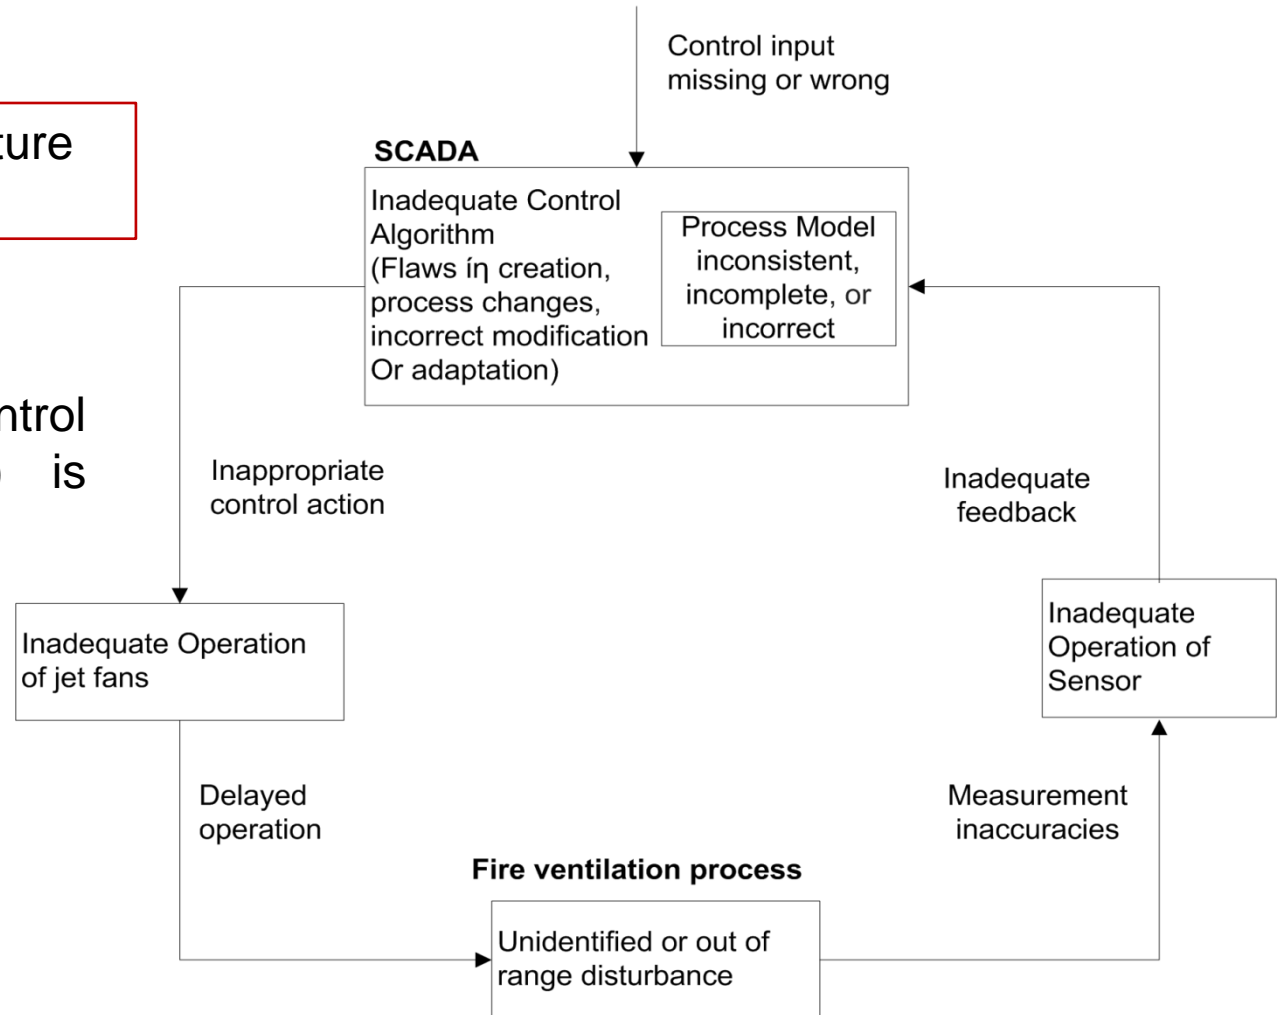 Control input
missing or wrong
ture
SCADA
Inadequate Control
Algorithm
(Flaws íη creation,
process changes,
incorrect modification
Or adaptation)
Process Model
inconsistent,
incomplete, or
incorrect
ntrol
is
Inappropriate
control action
Inadequate
feedback
Inadequate Operation
of jet fans
Inadequate
Operation of
Sensor
Delayed
operation
Measurement
inaccuracies
Fire ventilation process
Unidentified or out of
range disturbance